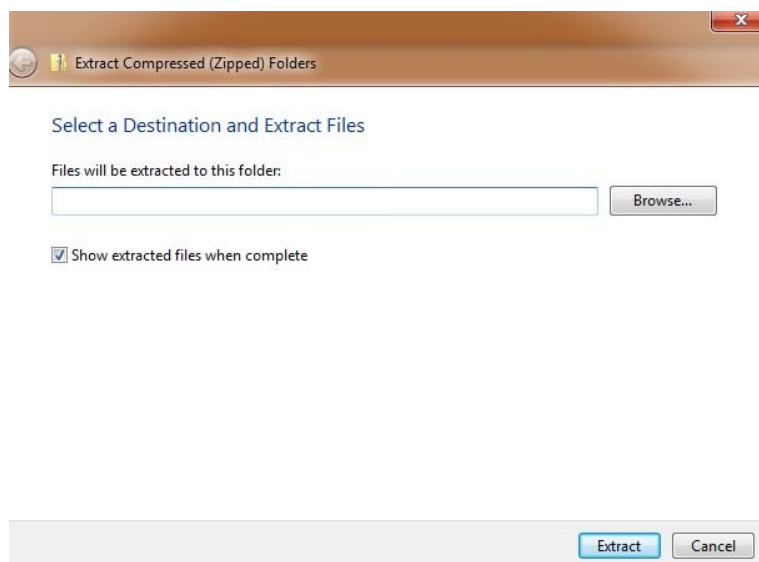 Extract Compressed (Zipped) Folders
Select a Destination and Extract Files
Files will be extracted to this folder:
Browse...
Show extracted files when complete
Extract Cancel